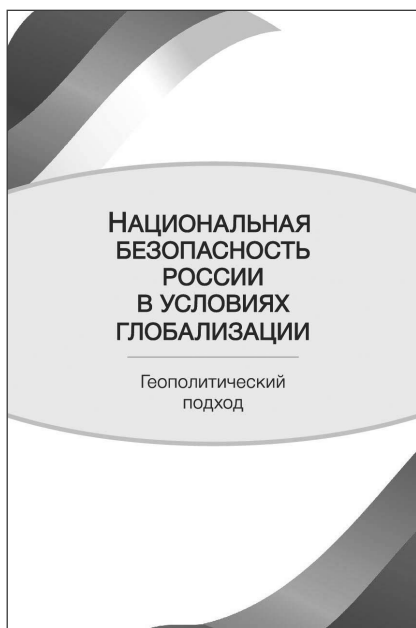 НАЦИОНАЛЬНАЯ
БЕЗОПАСНОСТЬ
РОССИИ
В УСЛОВИЯХ
ГЛОБАЛИЗАЦИИ
Геополитический
подход